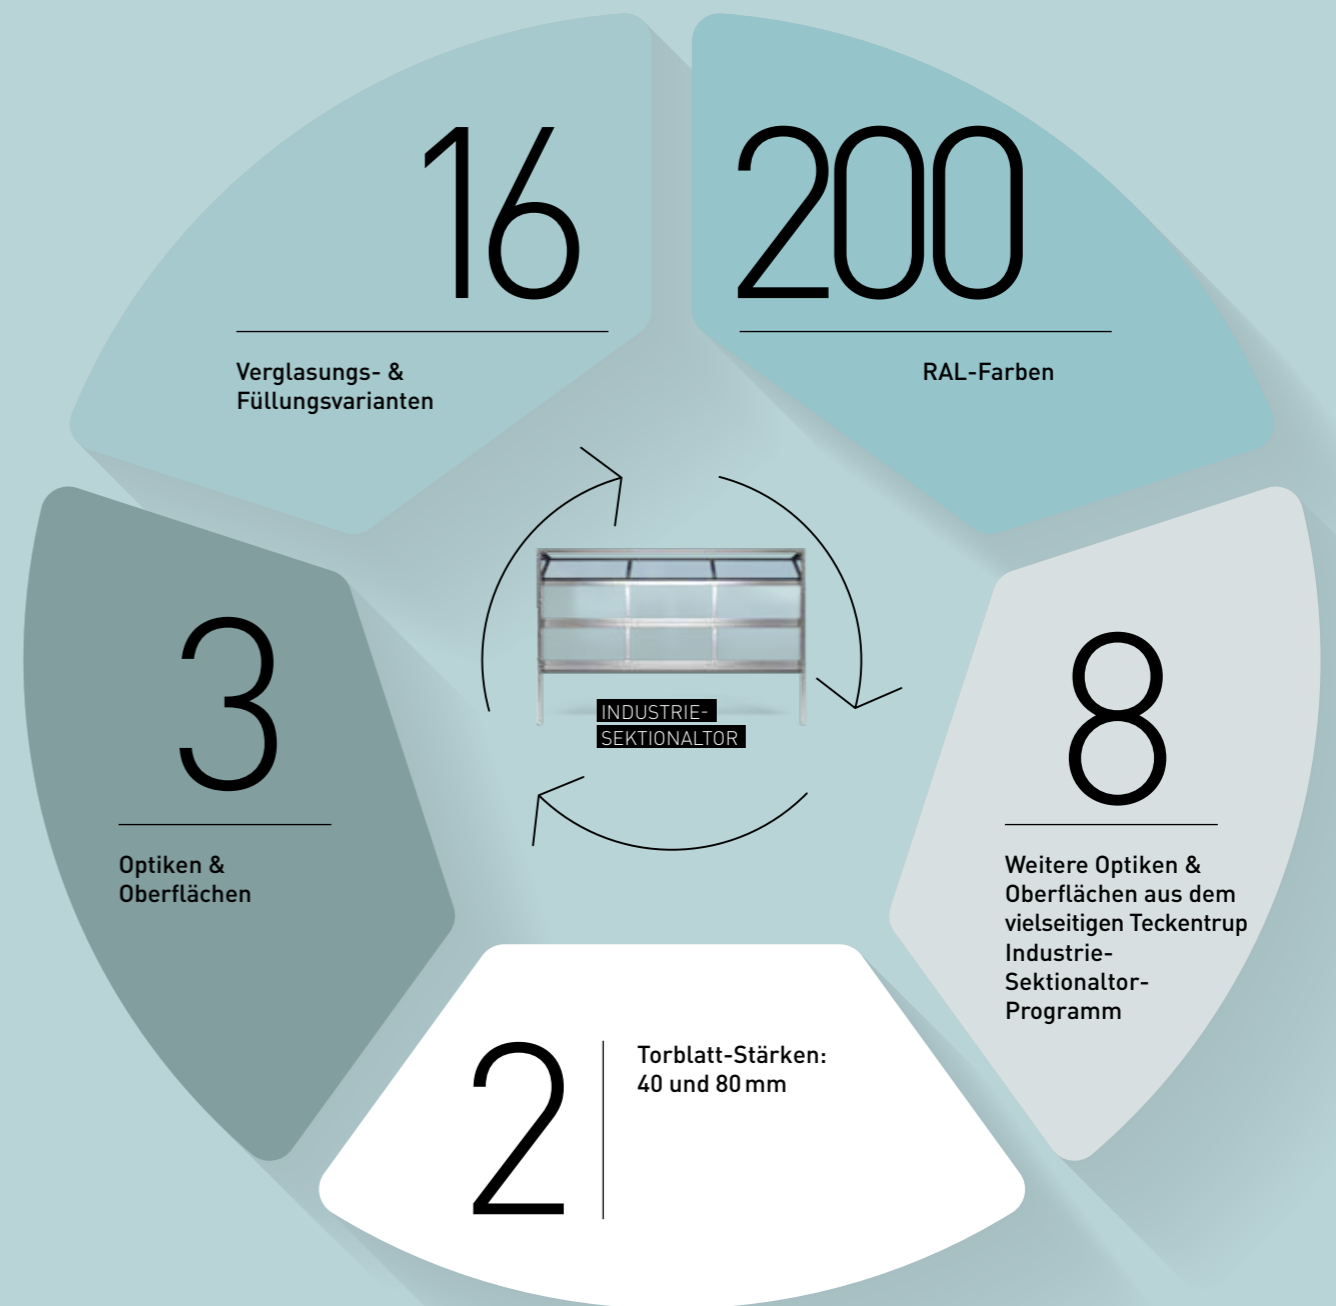 16
Verglasungs- &
Füllungsvarianten
200
RAL-Farben
3
Optiken &
Oberflächen
INDUSTRIE-
SEKTIONALTOR
8
Weitere Optiken &
Oberflächen aus dem
vielseitigen Teckentrup
Industrie-
Sektionaltor-
Programm
2
Torblatt-Stärken:
40 und 80 mm